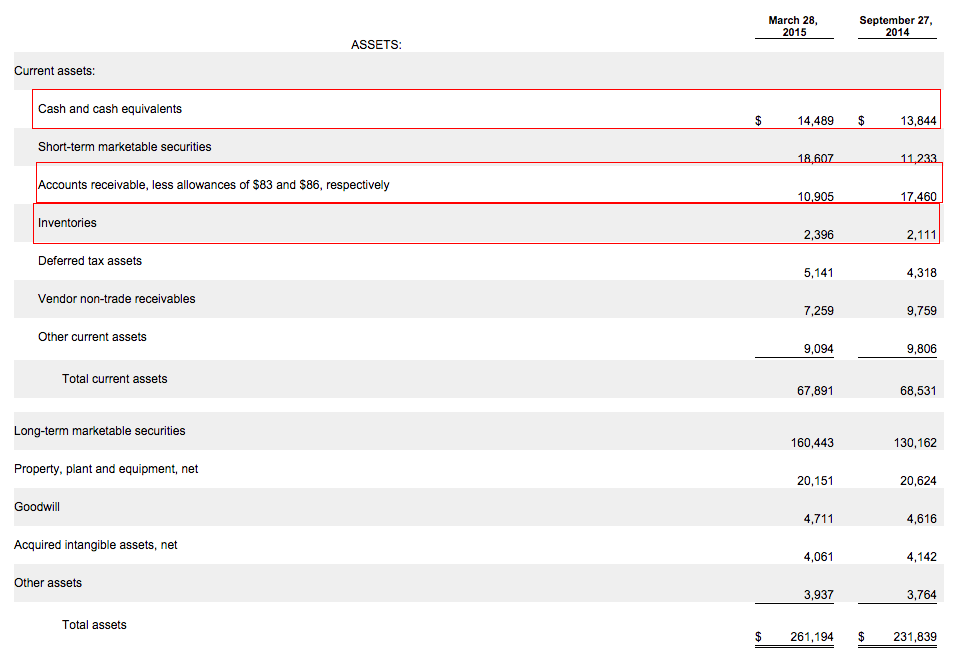 March 28, September 27,
2015 2014
ASSETS:
Current assets:
Cash and cash equivalents
$ 14,489 $ 13,844
Short-term marketable securities
18,607 11,233
Accounts receivable, less allowances of $83 and $86, respectively
10,905 17,460
Inventories
2,396 2,111
Deferred tax assets
5,141 4,318
Vendor non-trade receivables
7,259 9,759
Other current assets
9,094 9,806
Total current assets
67,891 68,531
Long-term marketable securities
160,443 130,162
Property, plant and equipment, net
20,151 20,624
Goodwill
4,711 4,616
Acquired intangible assets, net
4,061 4,142
Other assets
3,937 3,764
Total assets
$ 261,194 $ 231,839